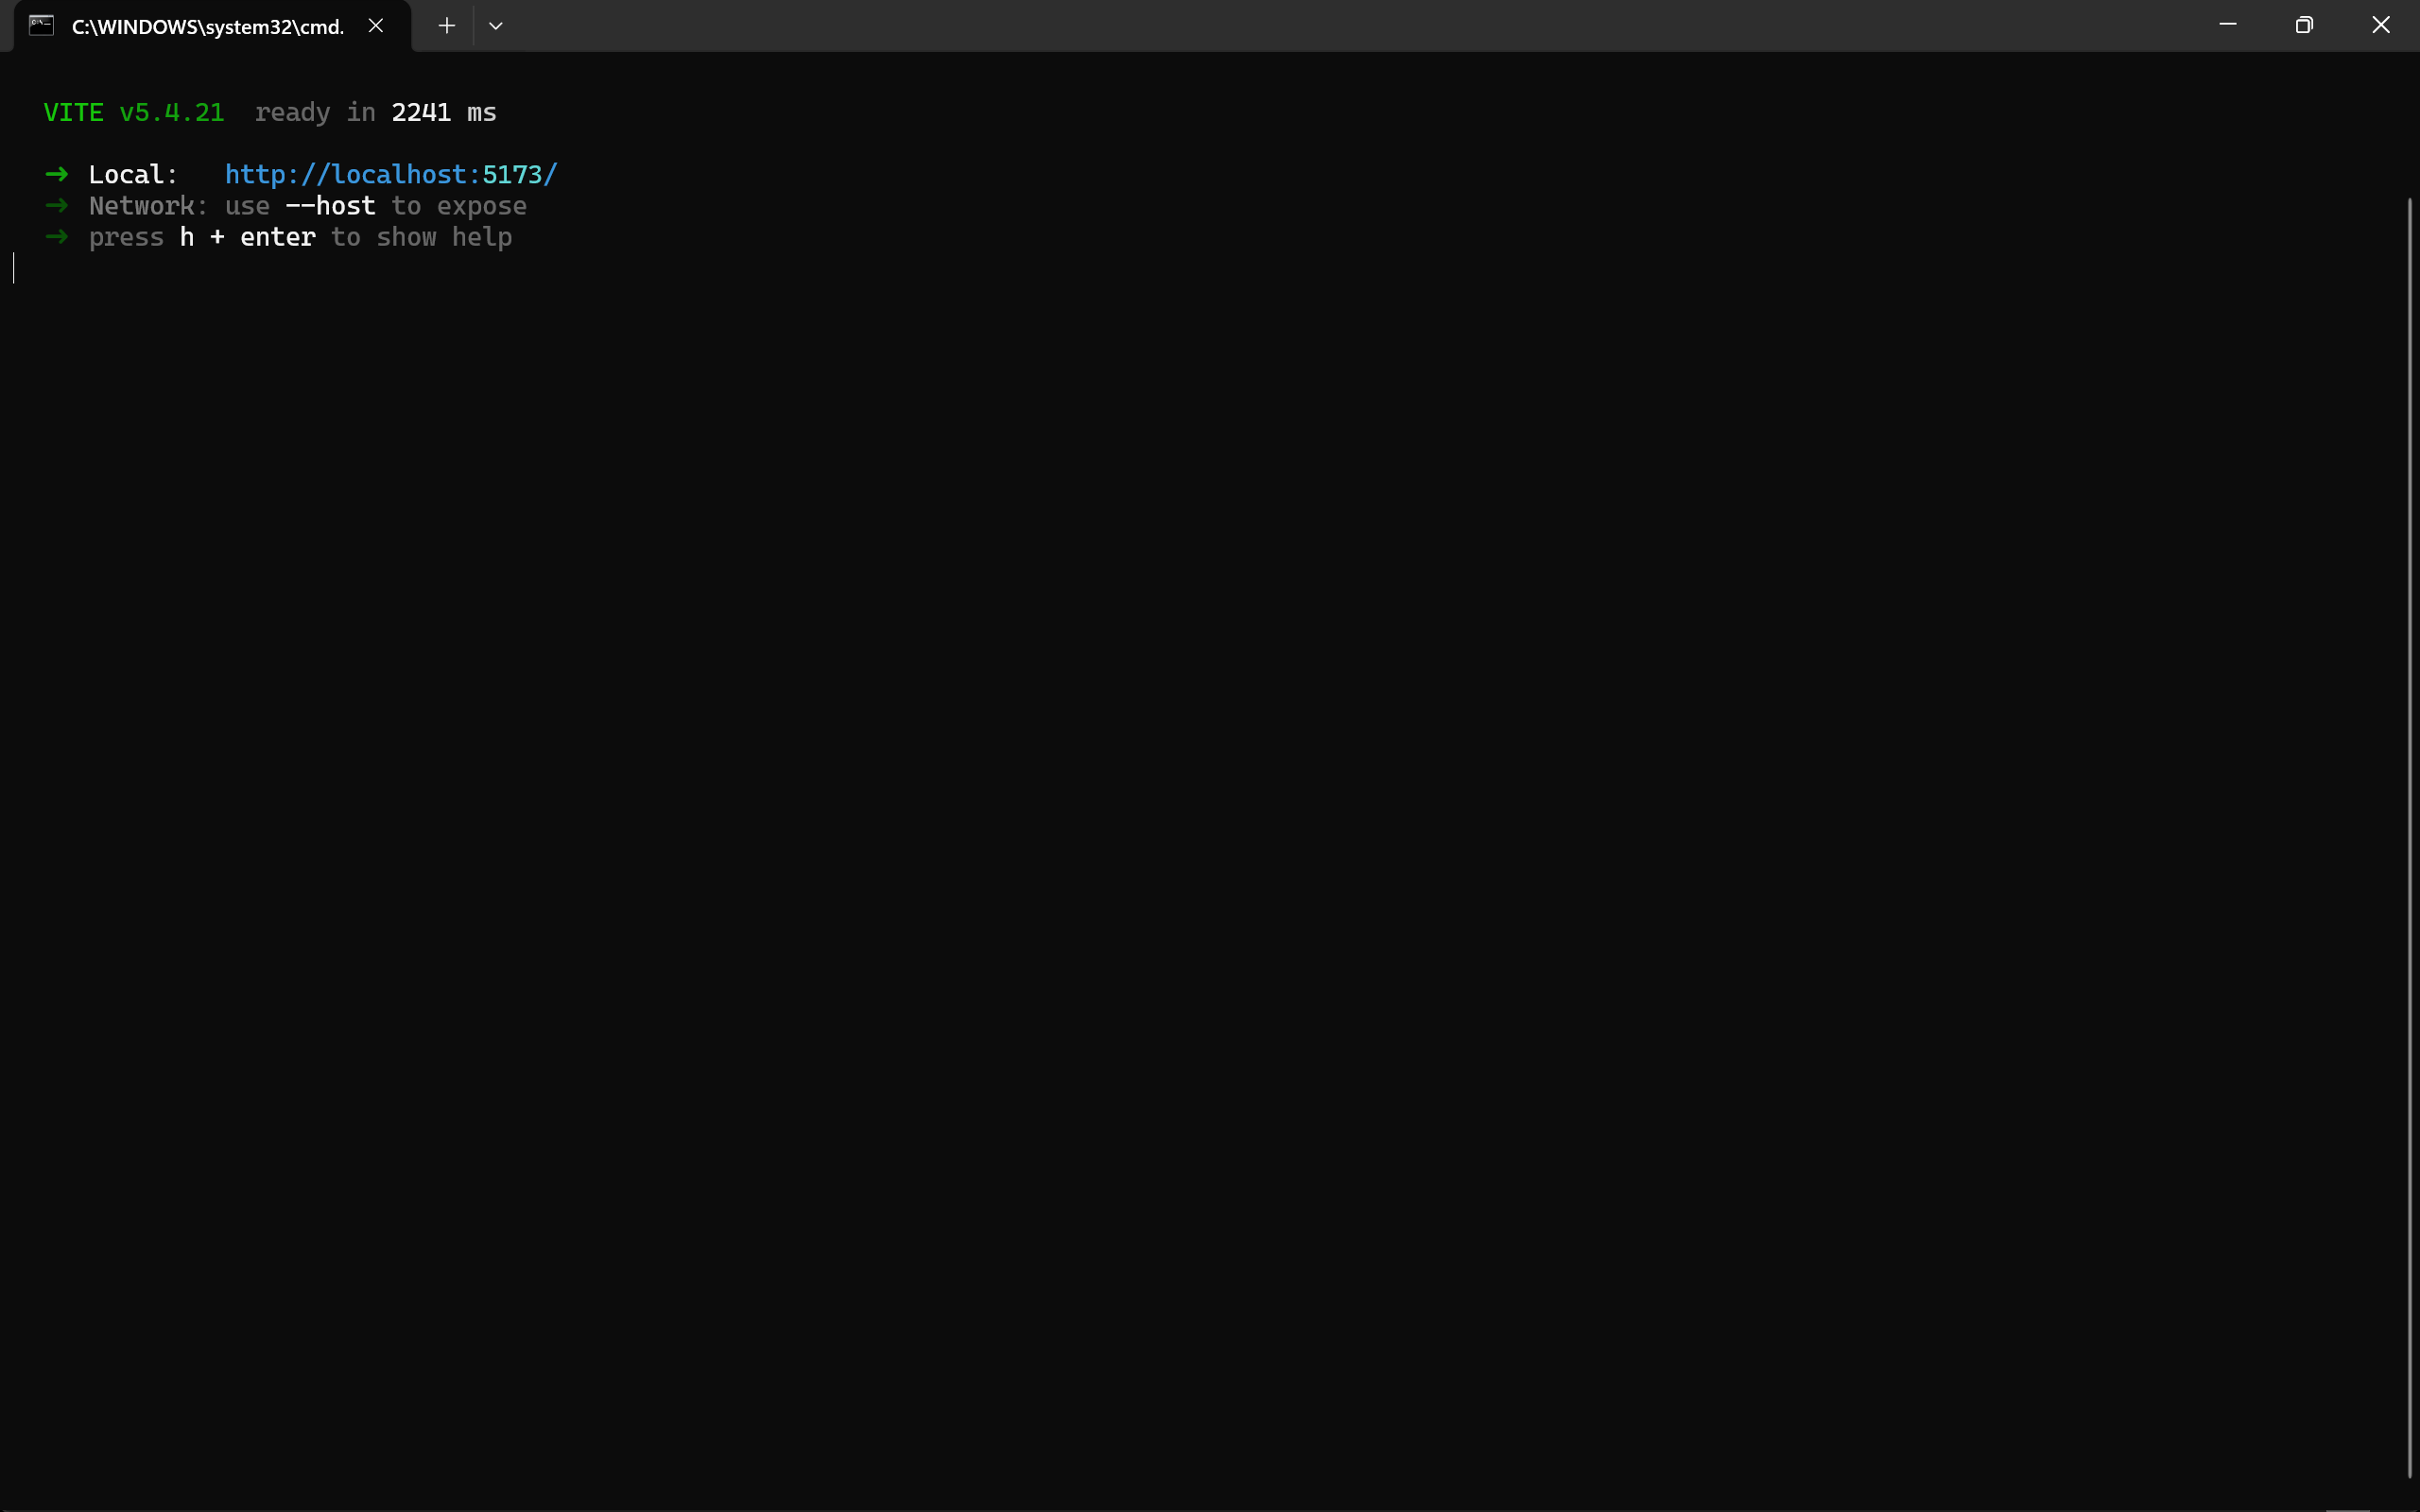 C:\WINDOWS\system32\cmd.
VITE v5.4.21  ready in 2241 ms
➜  Local:   http://localhost:5173/
➜  Network: use --host to expose
➜  press h + enter to show help